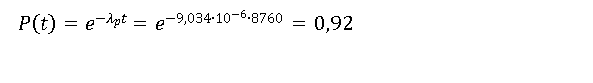 P(t) = e^{−λ_p t} = e^{−9,034·10^{−6}·8760} = 0,92